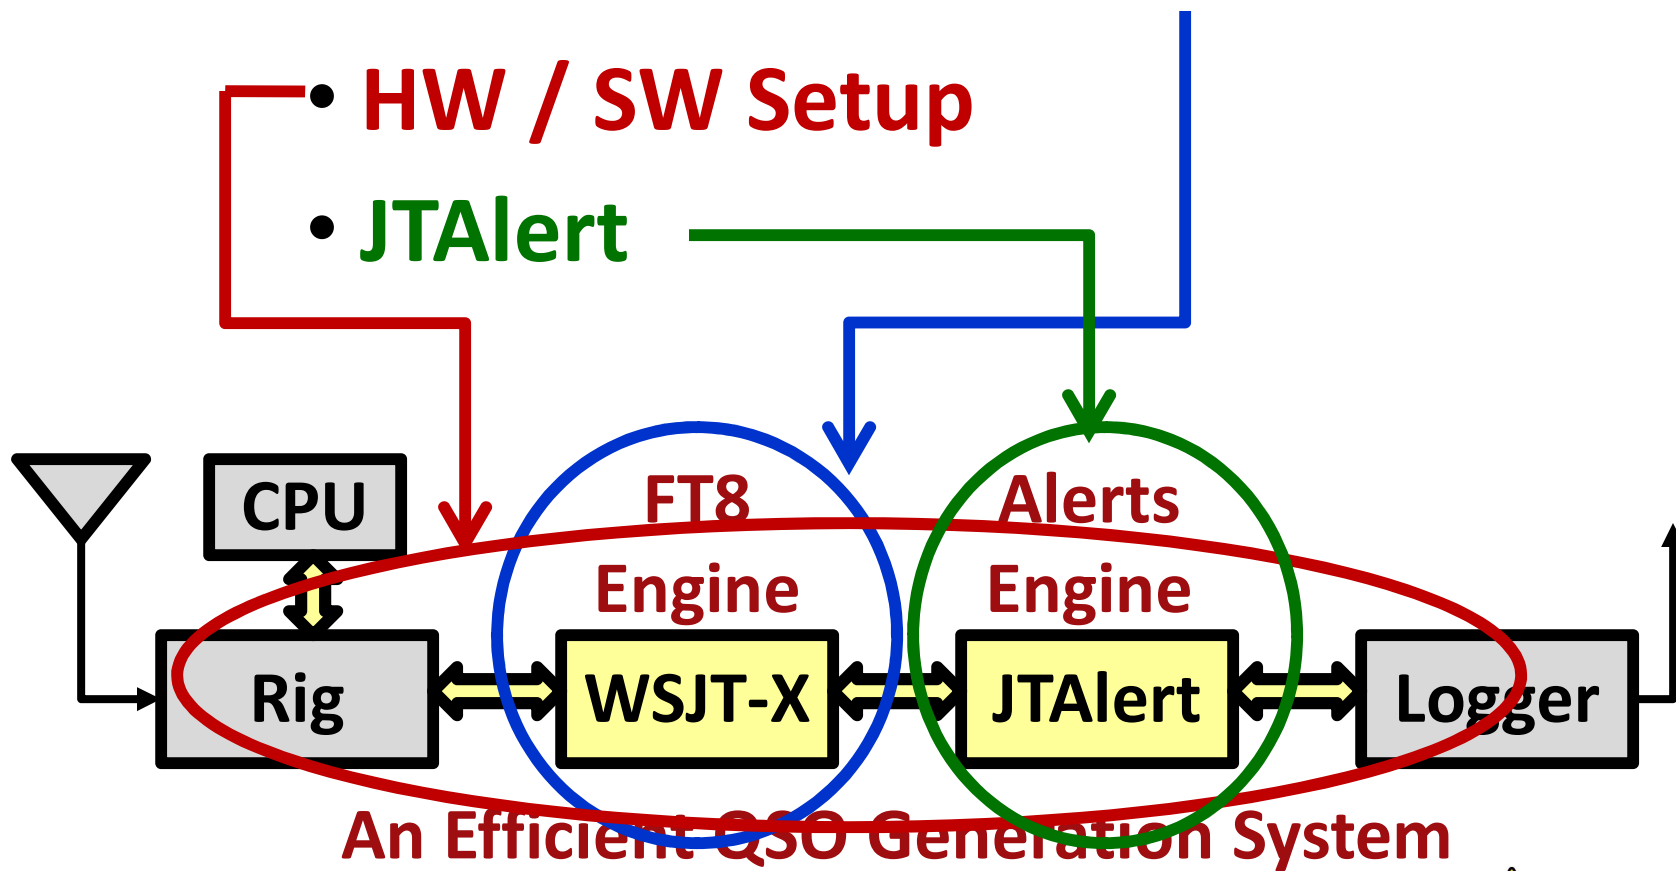 • HW / SW Setup
• JTAlert
FT8
Engine
Alerts
Engine
CPU
Rig
WSJT-X
JTAlert
Logger
An Efficient QSO Generation System